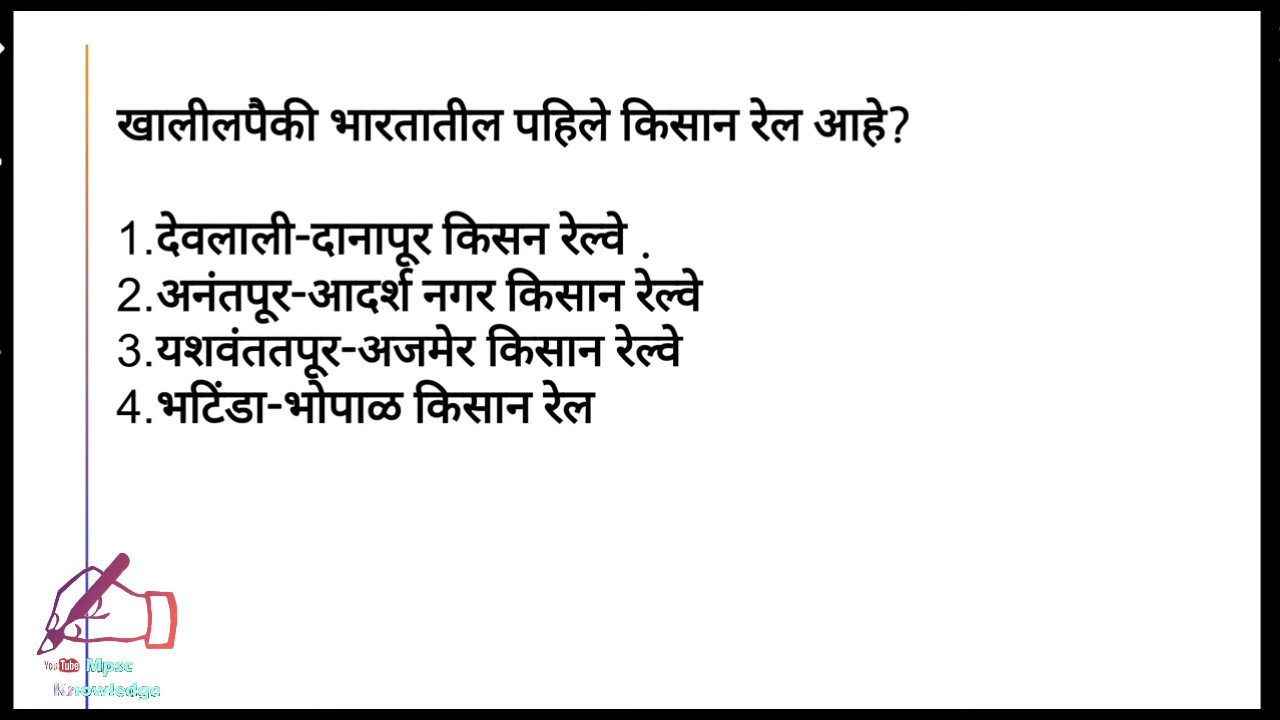 खालीलपैकी भारतातील पहिले किसान रेल आहे?
1.देवलाली-दानापूर किसन रेल्वे .
2.अनंतपूर-आदर्श नगर किसान रेल्वे
3.यशवंततपूर-अजमेर किसान रेल्वे
4.भटिंडा-भोपाळ किसान रेल
YouTube Mpsc
Knowledge